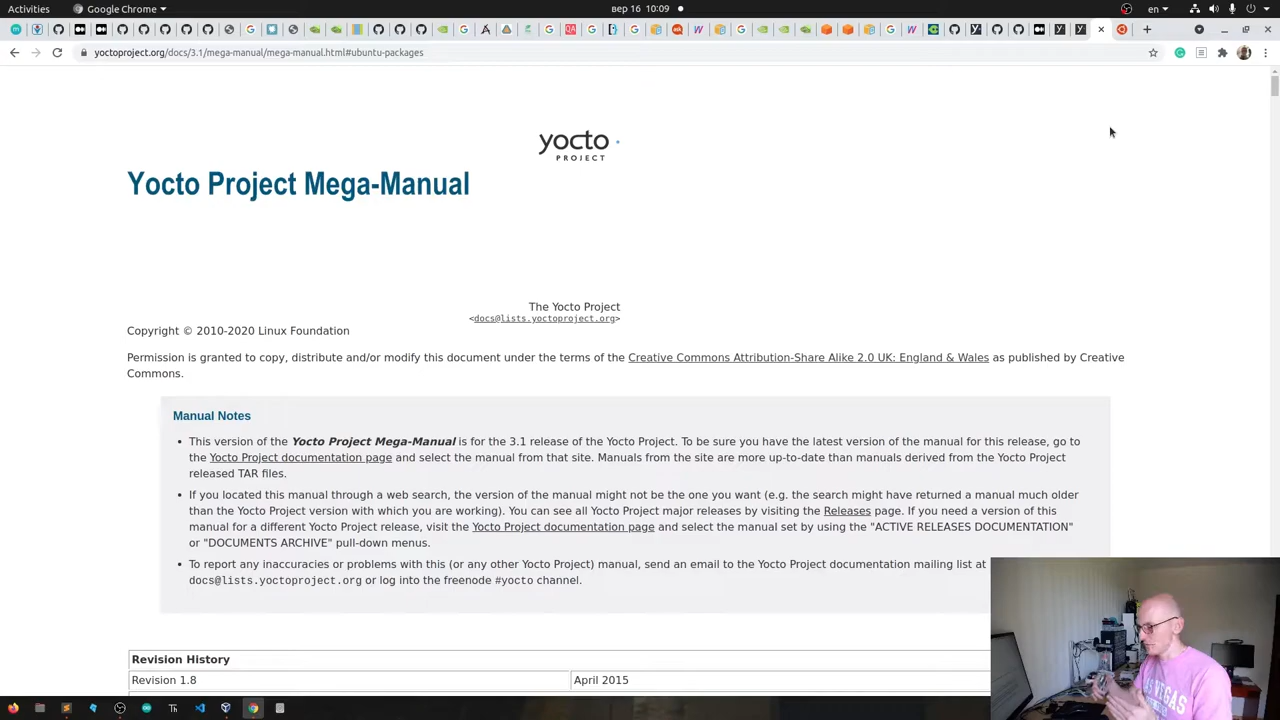 Activities
Google Chrome
вер 16 10:09
en
yoctoproject.org/docs/3.1/mega-manual/mega-manual.html#ubuntu-packages
yocto
PROJECT
Yocto Project Mega-Manual
The Yocto Project
<docs@lists.yoctoproject.org>
Copyright © 2010-2020 Linux Foundation
Permission is granted to copy, distribute and/or modify this document under the terms of the Creative Commons Attribution-Share Alike 2.0 UK: England & Wales as published by Creative
Commons.
Manual Notes
• This version of the Yocto Project Mega-Manual is for the 3.1 release of the Yocto Project. To be sure you have the latest version of the manual for this release, go to
the Yocto Project documentation page and select the manual from that site. Manuals from the site are more up-to-date than manuals derived from the Yocto Project
released TAR files.
• If you located this manual through a web search, the version of the manual might not be the one you want (e.g. the search might have returned a manual much older
than the Yocto Project version with which you are working). You can see all Yocto Project major releases by visiting the Releases page. If you need a version of this
manual for a different Yocto Project release, visit the Yocto Project documentation page and select the manual set by using the "ACTIVE RELEASES DOCUMENTATION"
or "DOCUMENTS ARCHIVE" pull-down menus.
• To report any inaccuracies or problems with this (or any other Yocto Project) manual, send an email to the Yocto Project documentation mailing list at
docs@lists.yoctoproject.org or log into the freenode #yocto channel.
Revision History
Revision 1.8
April 2015
VEGAS